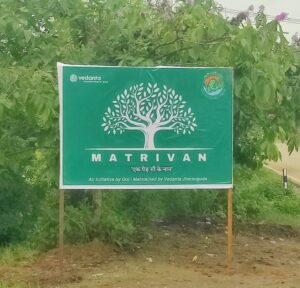 vedanta
MATRIVAN
"एक पेड़ माँ के नाम"
An Initiative by GoI | Maintained by Vedanta Jharsuguda